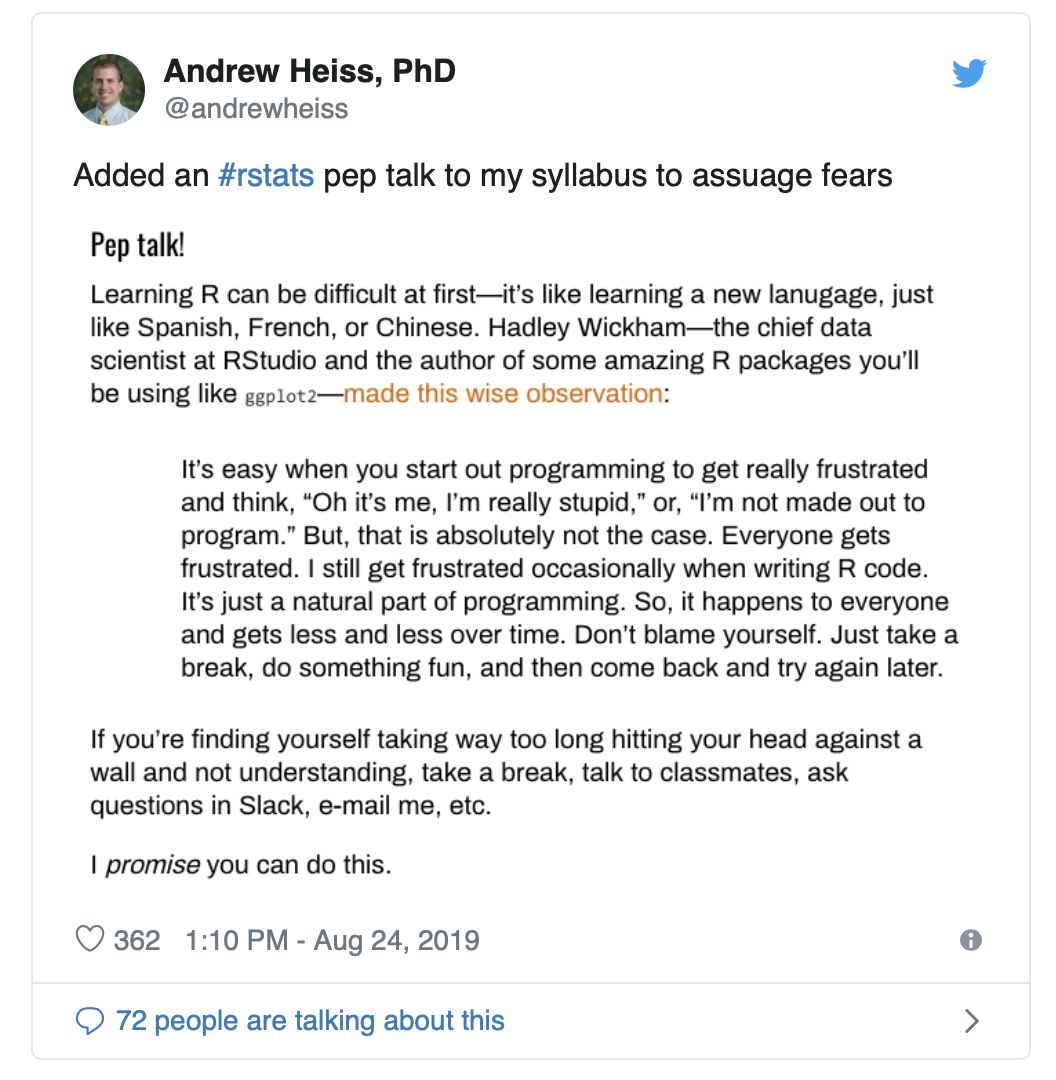 Andrew Heiss, PhD
@andrewheiss
Added an #rstats pep talk to my syllabus to assuage fears
Pep talk!
Learning R can be difficult at first—it’s like learning a new lanugage, just
like Spanish, French, or Chinese. Hadley Wickham—the chief data
scientist at RStudio and the author of some amazing R packages you’ll
be using like ggplot2—made this wise observation:
It’s easy when you start out programming to get really frustrated
and think, “Oh it’s me, I’m really stupid,” or, “I’m not made out to
program.” But, that is absolutely not the case. Everyone gets
frustrated. I still get frustrated occasionally when writing R code.
It’s just a natural part of programming. So, it happens to everyone
and gets less and less over time. Don’t blame yourself. Just take a
break, do something fun, and then come back and try again later.
If you’re finding yourself taking way too long hitting your head against a
wall and not understanding, take a break, talk to classmates, ask
questions in Slack, e-mail me, etc.
I promise you can do this.
362 1:10 PM - Aug 24, 2019
72 people are talking about this